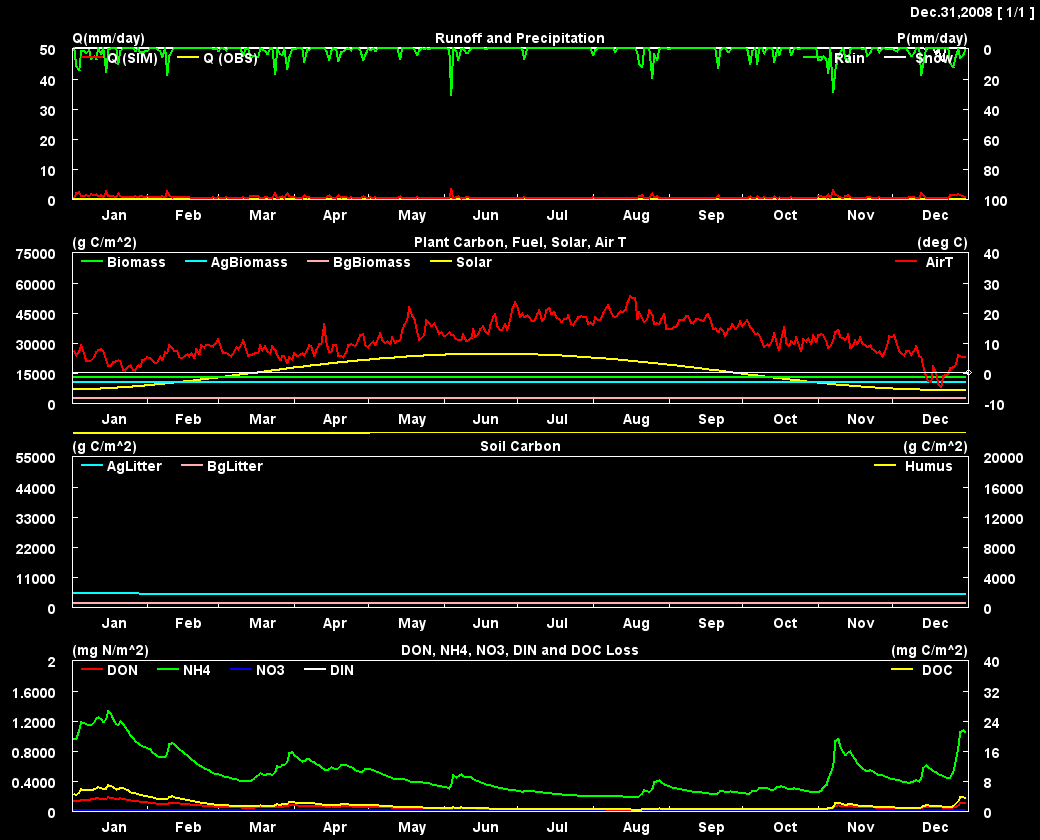 Dec.31,2008 [ 1/1 ]
Q(mm/day) Runoff and Precipitation P(mm/day)
50 Q (SIM) Q (OBS) Rain Snow 0
40 20
30 40
20 60
10 80
0 100
Jan Feb Mar Apr May Jun Jul Aug Sep Oct Nov Dec
(g C/m^2) Plant Carbon, Fuel, Solar, Air T (deg C)
75000 40
Biomass AgBiomass BgBiomass Solar AirT
60000 30
45000 20
30000 10
15000 0
0 -10
Jan Feb Mar Apr May Jun Jul Aug Sep Oct Nov Dec
(g C/m^2) Soil Carbon (g C/m^2)
55000 20000
AgLitter BgLitter Humus
44000 16000
33000 12000
22000 8000
11000 4000
0 0
Jan Feb Mar Apr May Jun Jul Aug Sep Oct Nov Dec
(mg N/m^2) DON, NH4, NO3, DIN and DOC Loss (mg C/m^2)
2 40
DON NH4 NO3 DIN DOC
1.6000 32
1.2000 24
0.8000 16
0.4000 8
0 0
Jan Feb Mar Apr May Jun Jul Aug Sep Oct Nov Dec